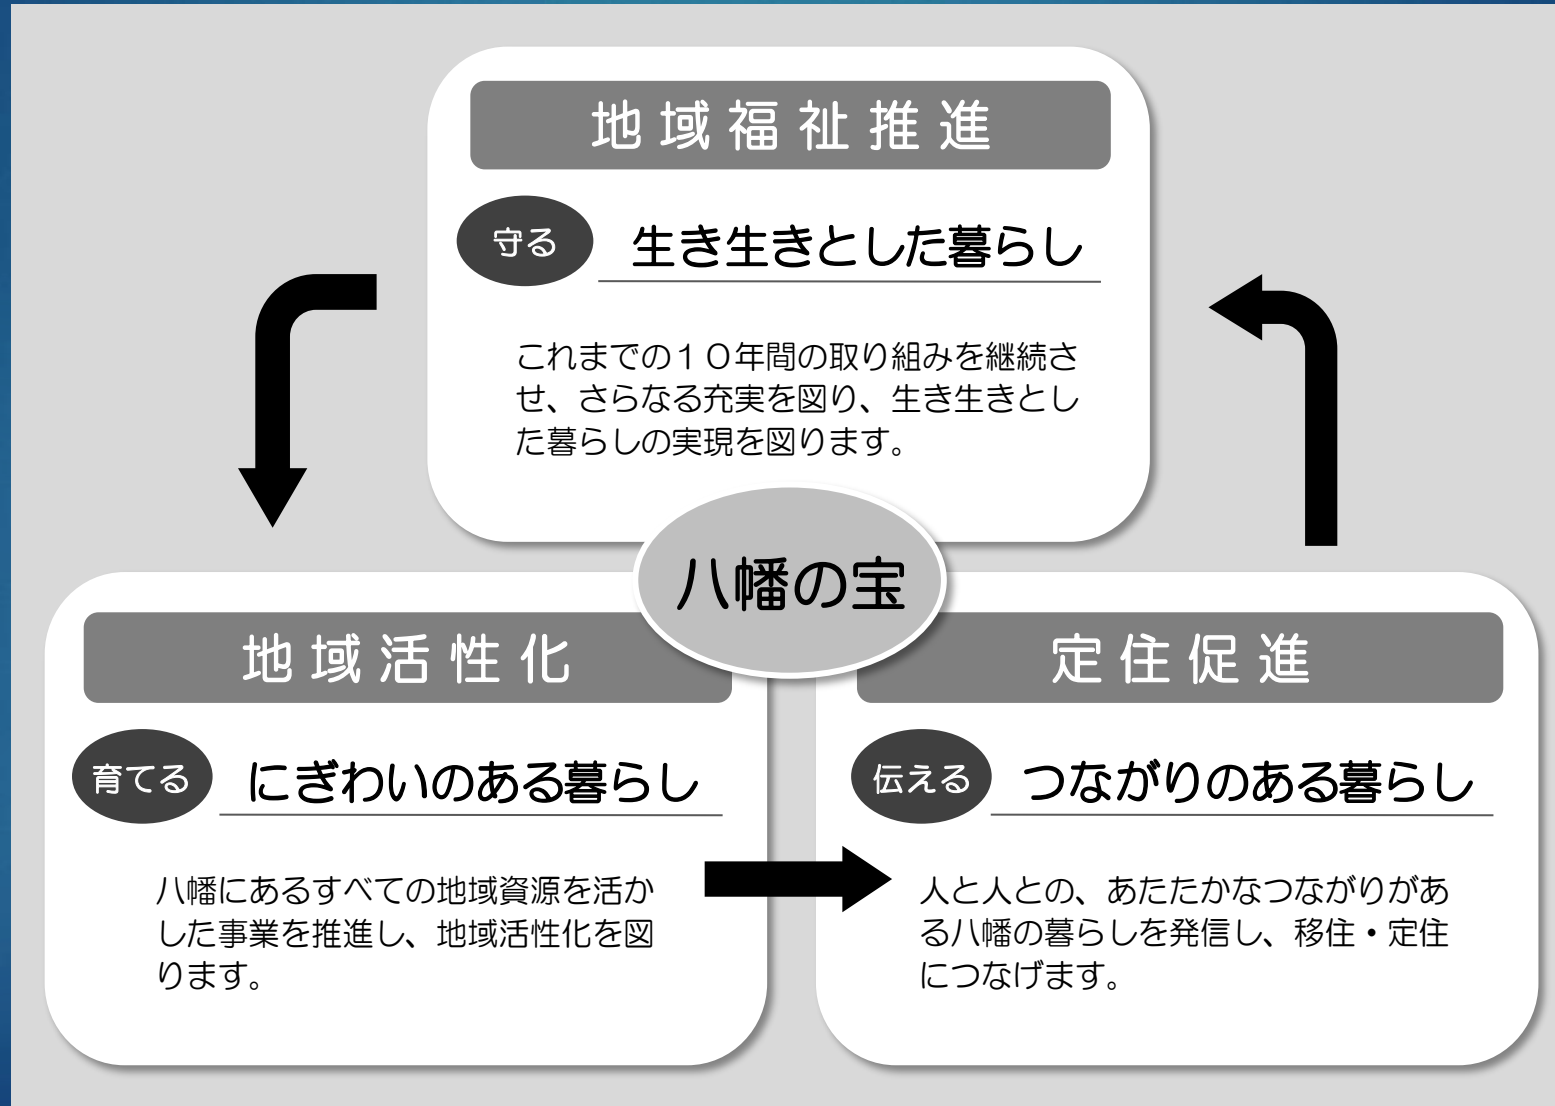 地域福祉推進
守る
生き生きとした暮らし
これまでの１０年間の取り組みを継続さ
せ、さらなる充実を図り、生き生きとし
た暮らしの実現を図ります。
八幡の宝
地域活性化
育てる
にぎわいのある暮らし
八幡にあるすべての地域資源を活か
した事業を推進し、地域活性化を図
ります。
定住促進
伝える
つながりのある暮らし
人と人との、あたたかなつながりがあ
る八幡の暮らしを発信し、移住・定住
につなげます。